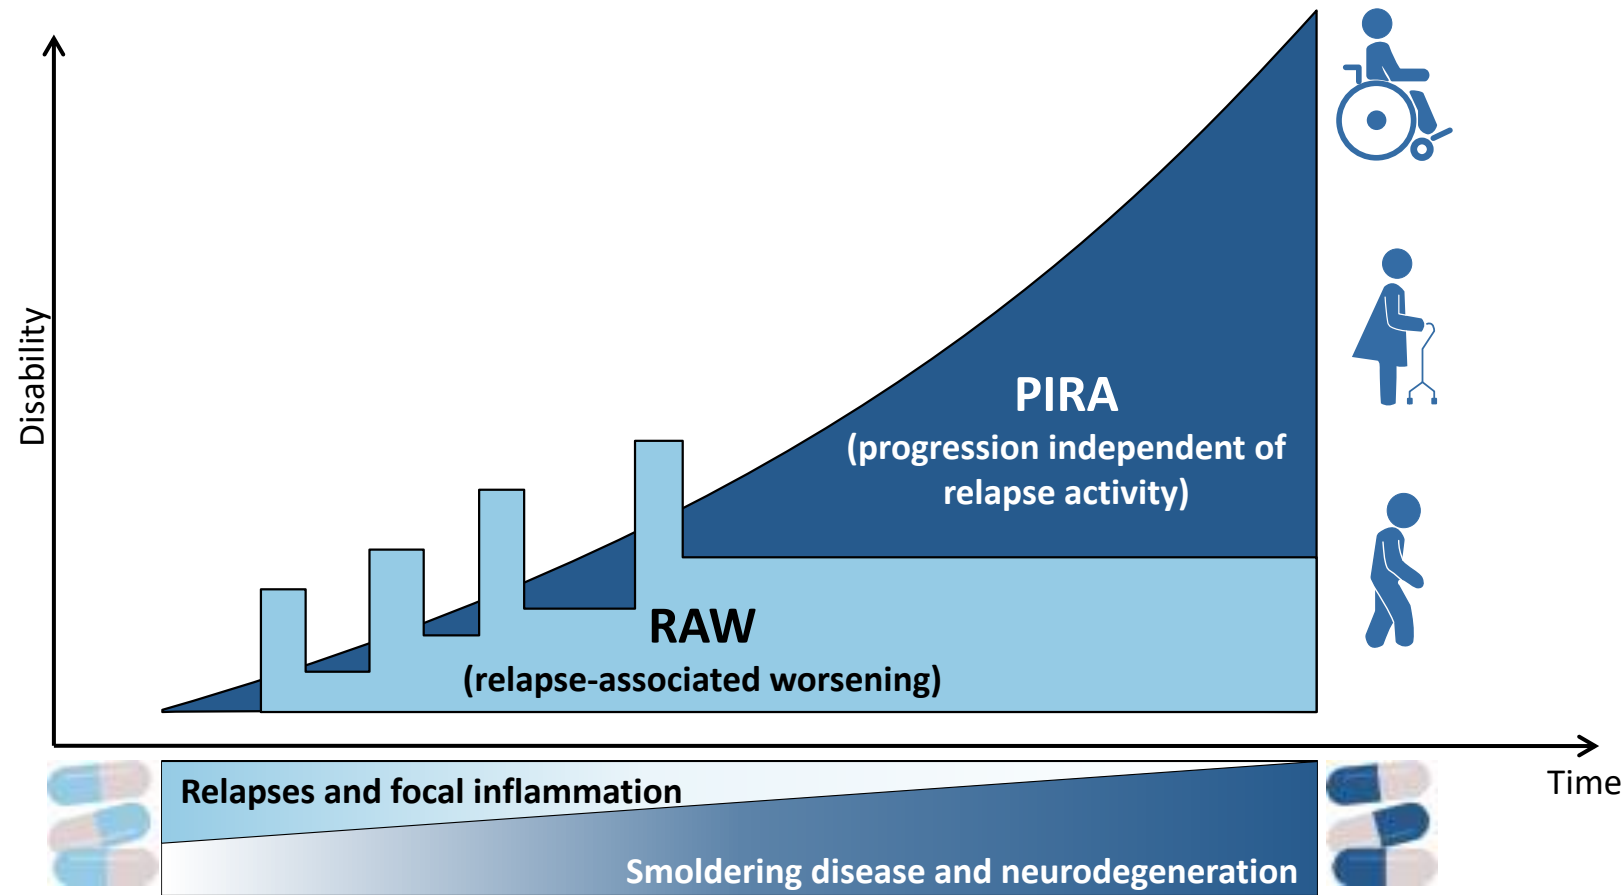 Disability
PIRA
(progression independent of
relapse activity)
RAW
(relapse-associated worsening)
Time
Relapses and focal inflammation
Smoldering disease and neurodegeneration